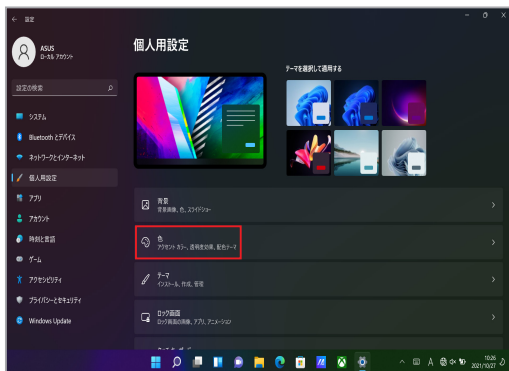 設定
ASUS
ローカル アカウント
設定の検索
システム
Bluetooth とデバイス
ネットワークとインターネット
個人用設定
アプリ
アカウント
時刻と言語
ゲーム
アクセシビリティ
プライバシーとセキュリティ
Windows Update
個人用設定
テーマを選択して適用する
背景
背景画像、色、スライドショー
色
アクセント カラー、透明度効果、配色テーマ
テーマ
インストール、作成、管理
ロック画面
ロック画面の画像、アプリ、アニメーション
A
10:26
2021/10/27